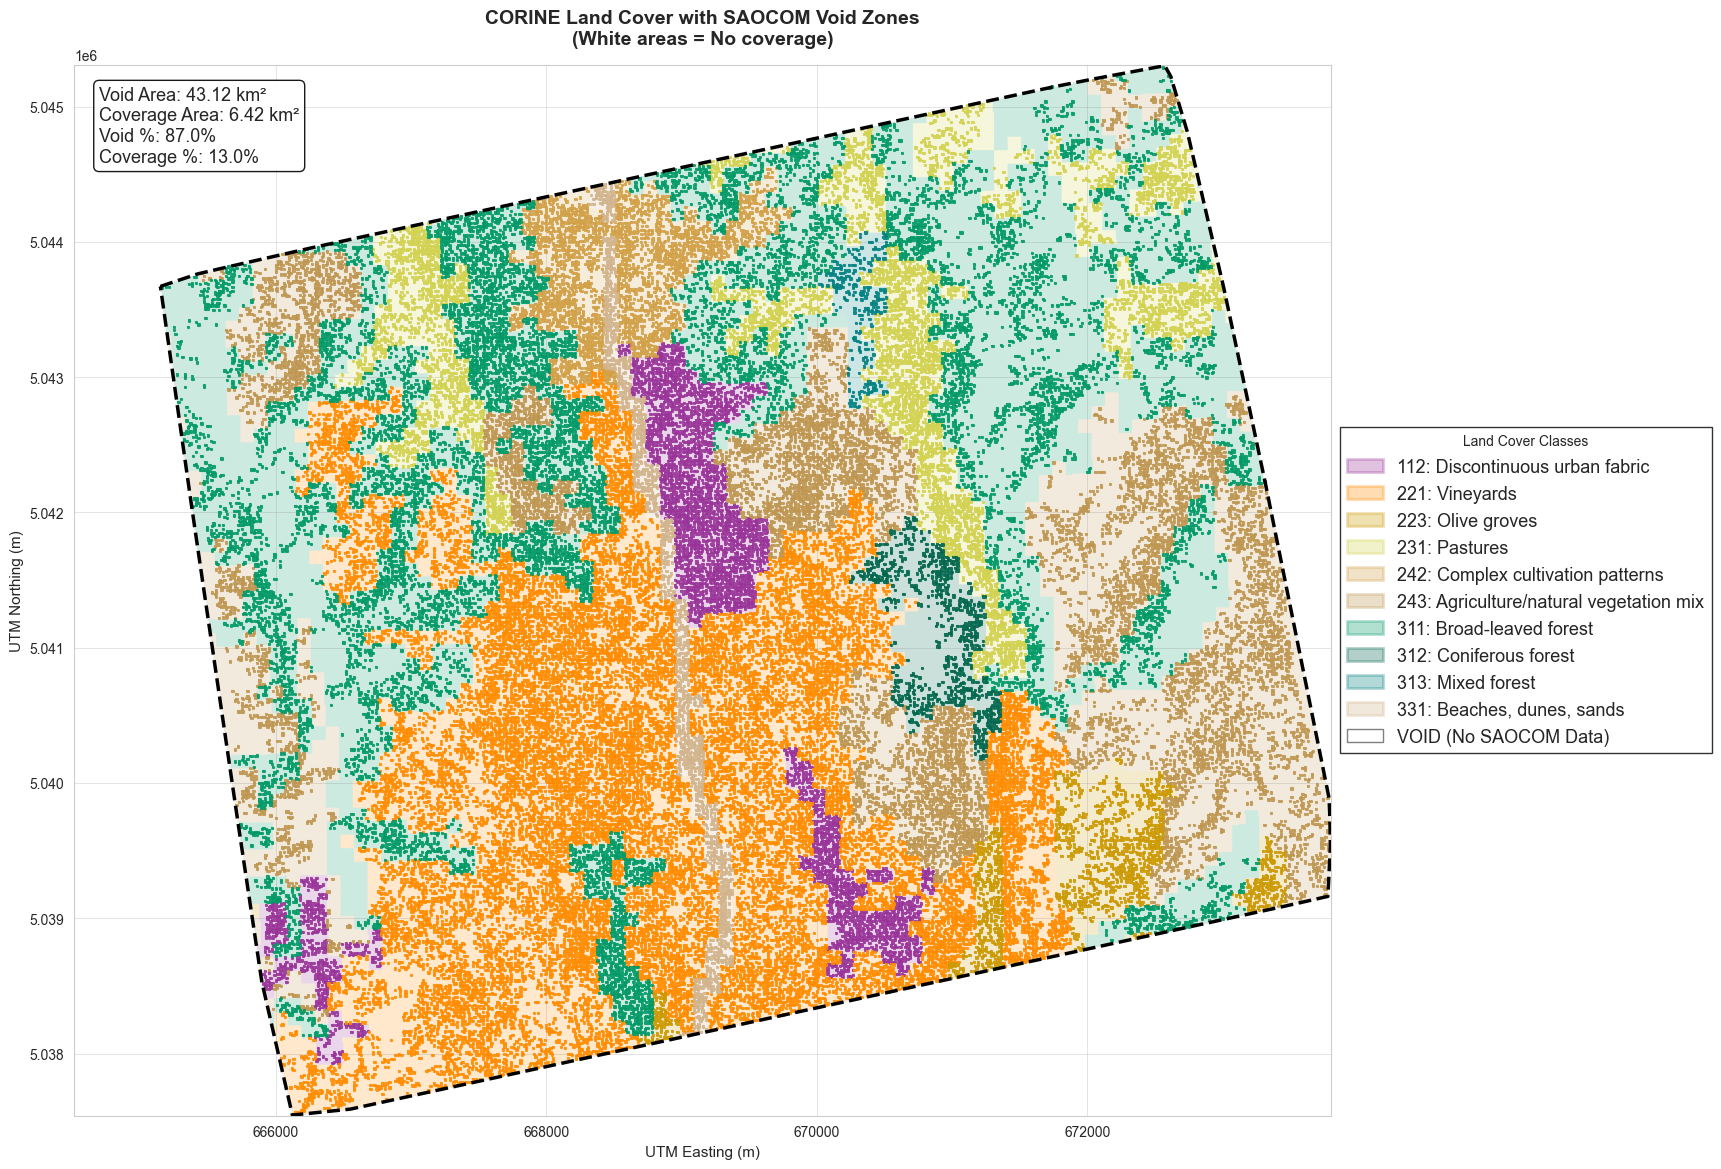 CORINE Land Cover with SAOCOM Void Zones
(White areas = No coverage)
1e6
Void Area: 43.12 km²
Coverage Area: 6.42 km²
Void %: 87.0%
Coverage %: 13.0%
5.045
5.044
5.043
5.042
5.041
5.040
5.039
5.038
UTM Northing (m)
Land Cover Classes
112: Discontinuous urban fabric
221: Vineyards
223: Olive groves
231: Pastures
242: Complex cultivation patterns
243: Agriculture/natural vegetation mix
311: Broad-leaved forest
312: Coniferous forest
313: Mixed forest
331: Beaches, dunes, sands
VOID (No SAOCOM Data)
666000 668000 670000 672000
UTM Easting (m)